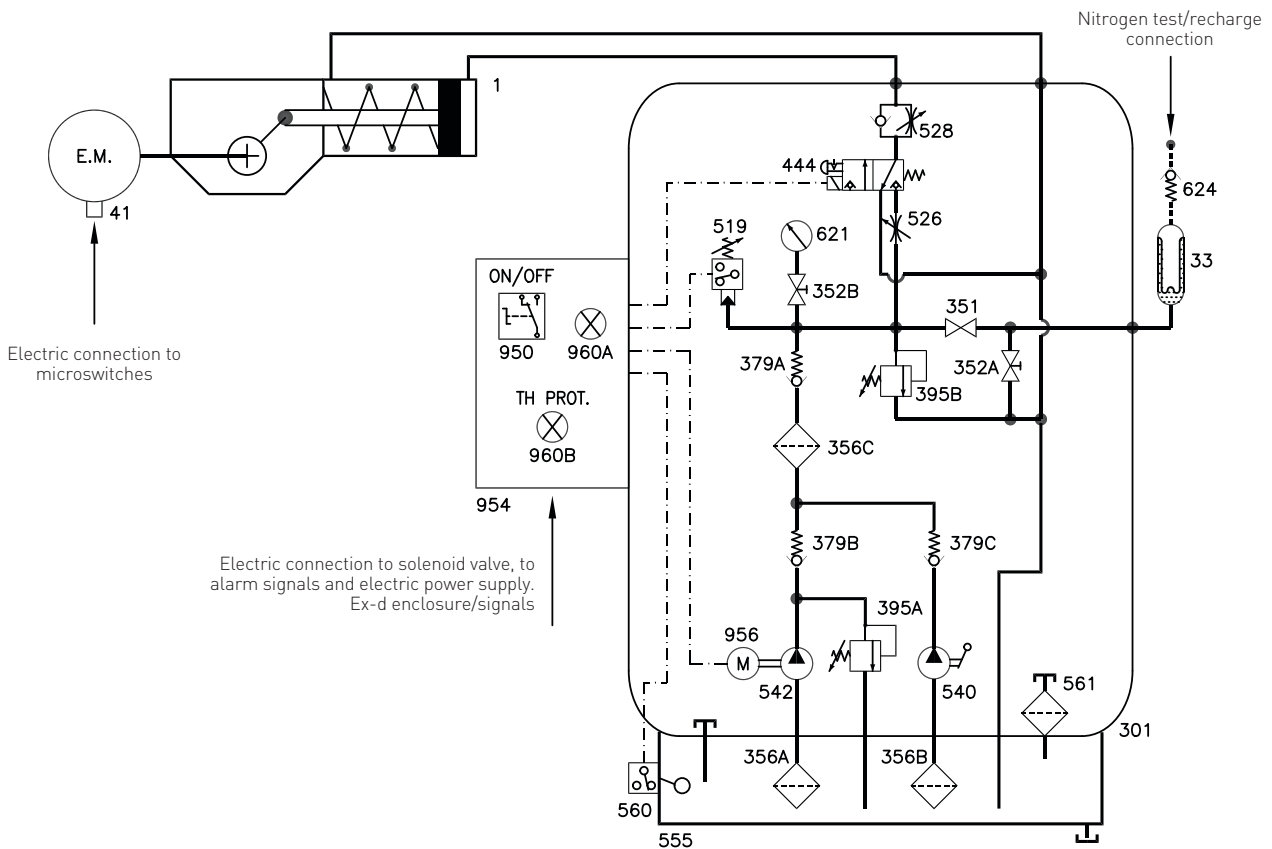 Nitrogen test/recharge
connection
1
E.M.
41
Electric connection to
microswitches
528
444
526
519
621
624
33
352B
351
352A
ON/OFF
950
960A
379A
395B
TH PROT.
960B
356C
954
Electric connection to solenoid valve, to
alarm signals and electric power supply.
Ex-d enclosure/signals
379B
379C
395A
956
M
542
540
561
301
356A
356B
560
555